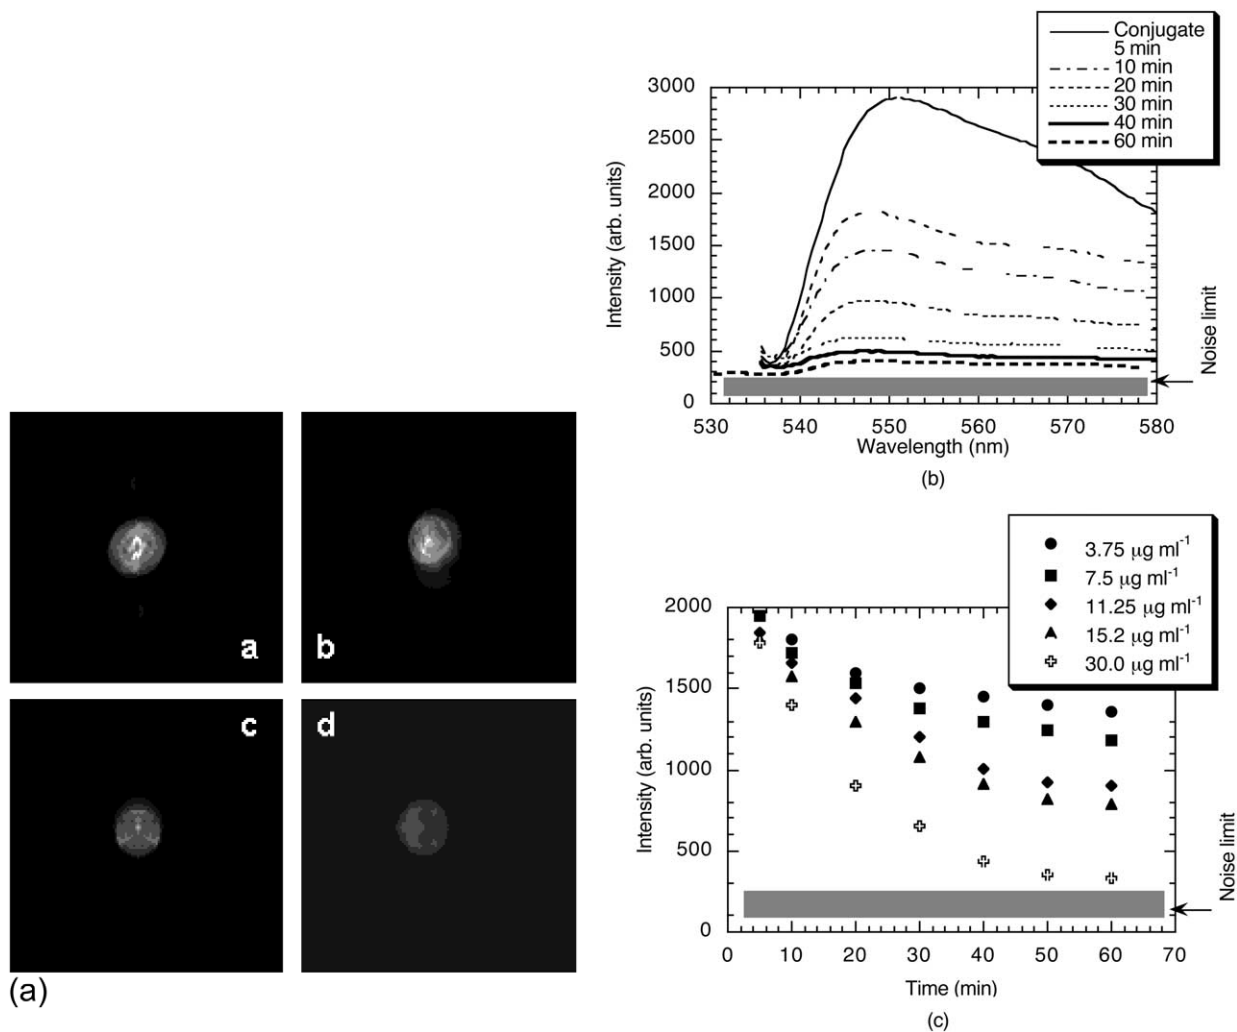 Conjugate
5 min
10 min
20 min
30 min
40 min
60 min
3000
2500
2000
1500
1000
500
0
Intensity (arb. units)
530 540 550 560 570 580
Wavelength (nm)
Noise limit
(b)
a
b
c
d
(a)
3.75 µg ml⁻¹
7.5 µg ml⁻¹
11.25 µg ml⁻¹
15.2 µg ml⁻¹
30.0 µg ml⁻¹
2000
1500
1000
500
0
Intensity (arb. units)
0 10 20 30 40 50 60 70
Time (min)
Noise limit
(c)